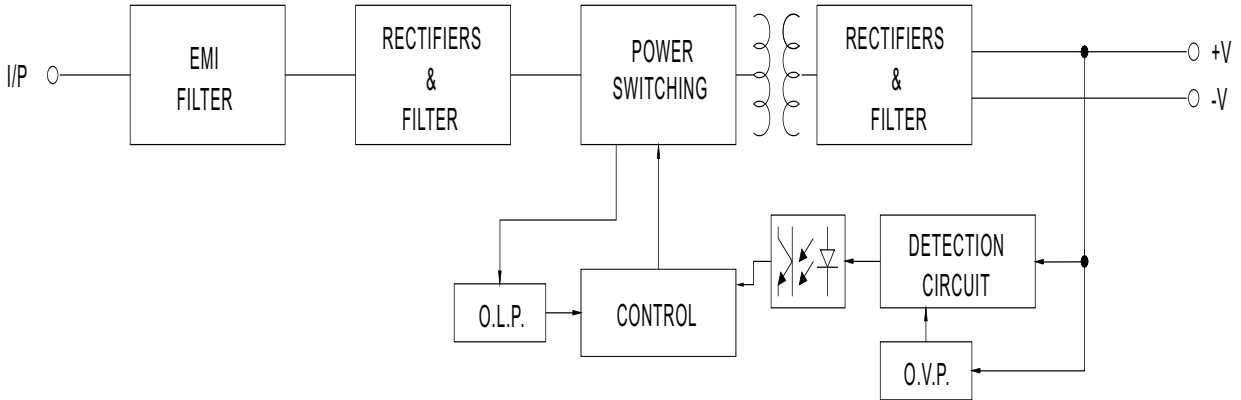 I/P
EMI
FILTER
RECTIFIERS
&
FILTER
POWER
SWITCHING
RECTIFIERS
&
FILTER
+V
-V
O.L.P.
CONTROL
DETECTION
CIRCUIT
O.V.P.